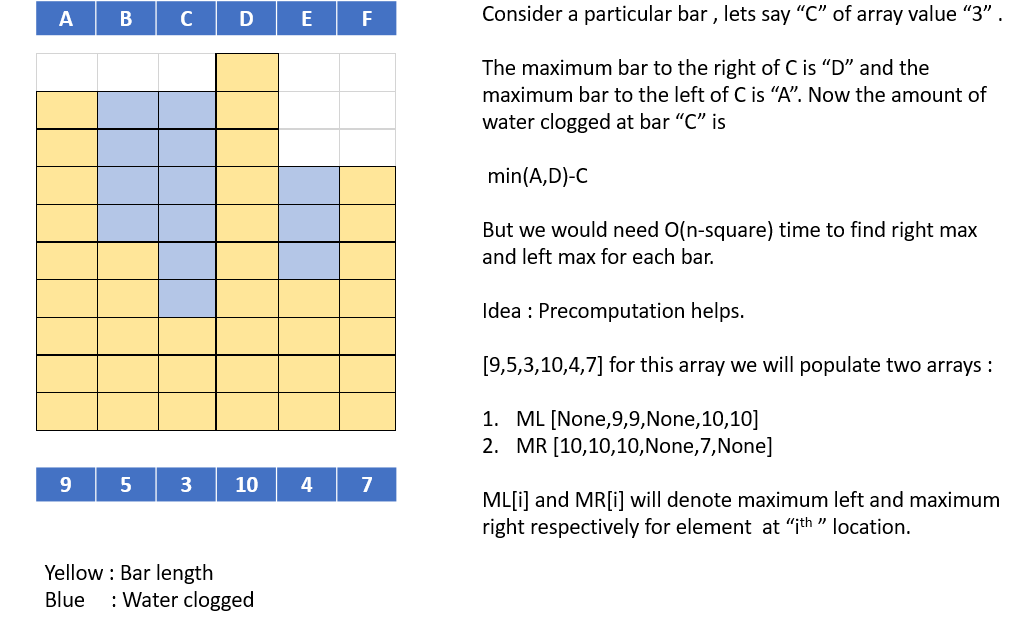 A B C D E F
9 5 3 10 4 7
Yellow : Bar length
Blue : Water clogged
Consider a particular bar , lets say “C” of array value “3” .
The maximum bar to the right of C is “D” and the
maximum bar to the left of C is “A”. Now the amount of
water clogged at bar “C” is
min(A,D)-C
But we would need O(n-square) time to find right max
and left max for each bar.
Idea : Precomputation helps.
[9,5,3,10,4,7] for this array we will populate two arrays :
1. ML [None,9,9,None,10,10]
2. MR [10,10,10,None,7,None]
ML[i] and MR[i] will denote maximum left and maximum
right respectively for element at “ith ” location.